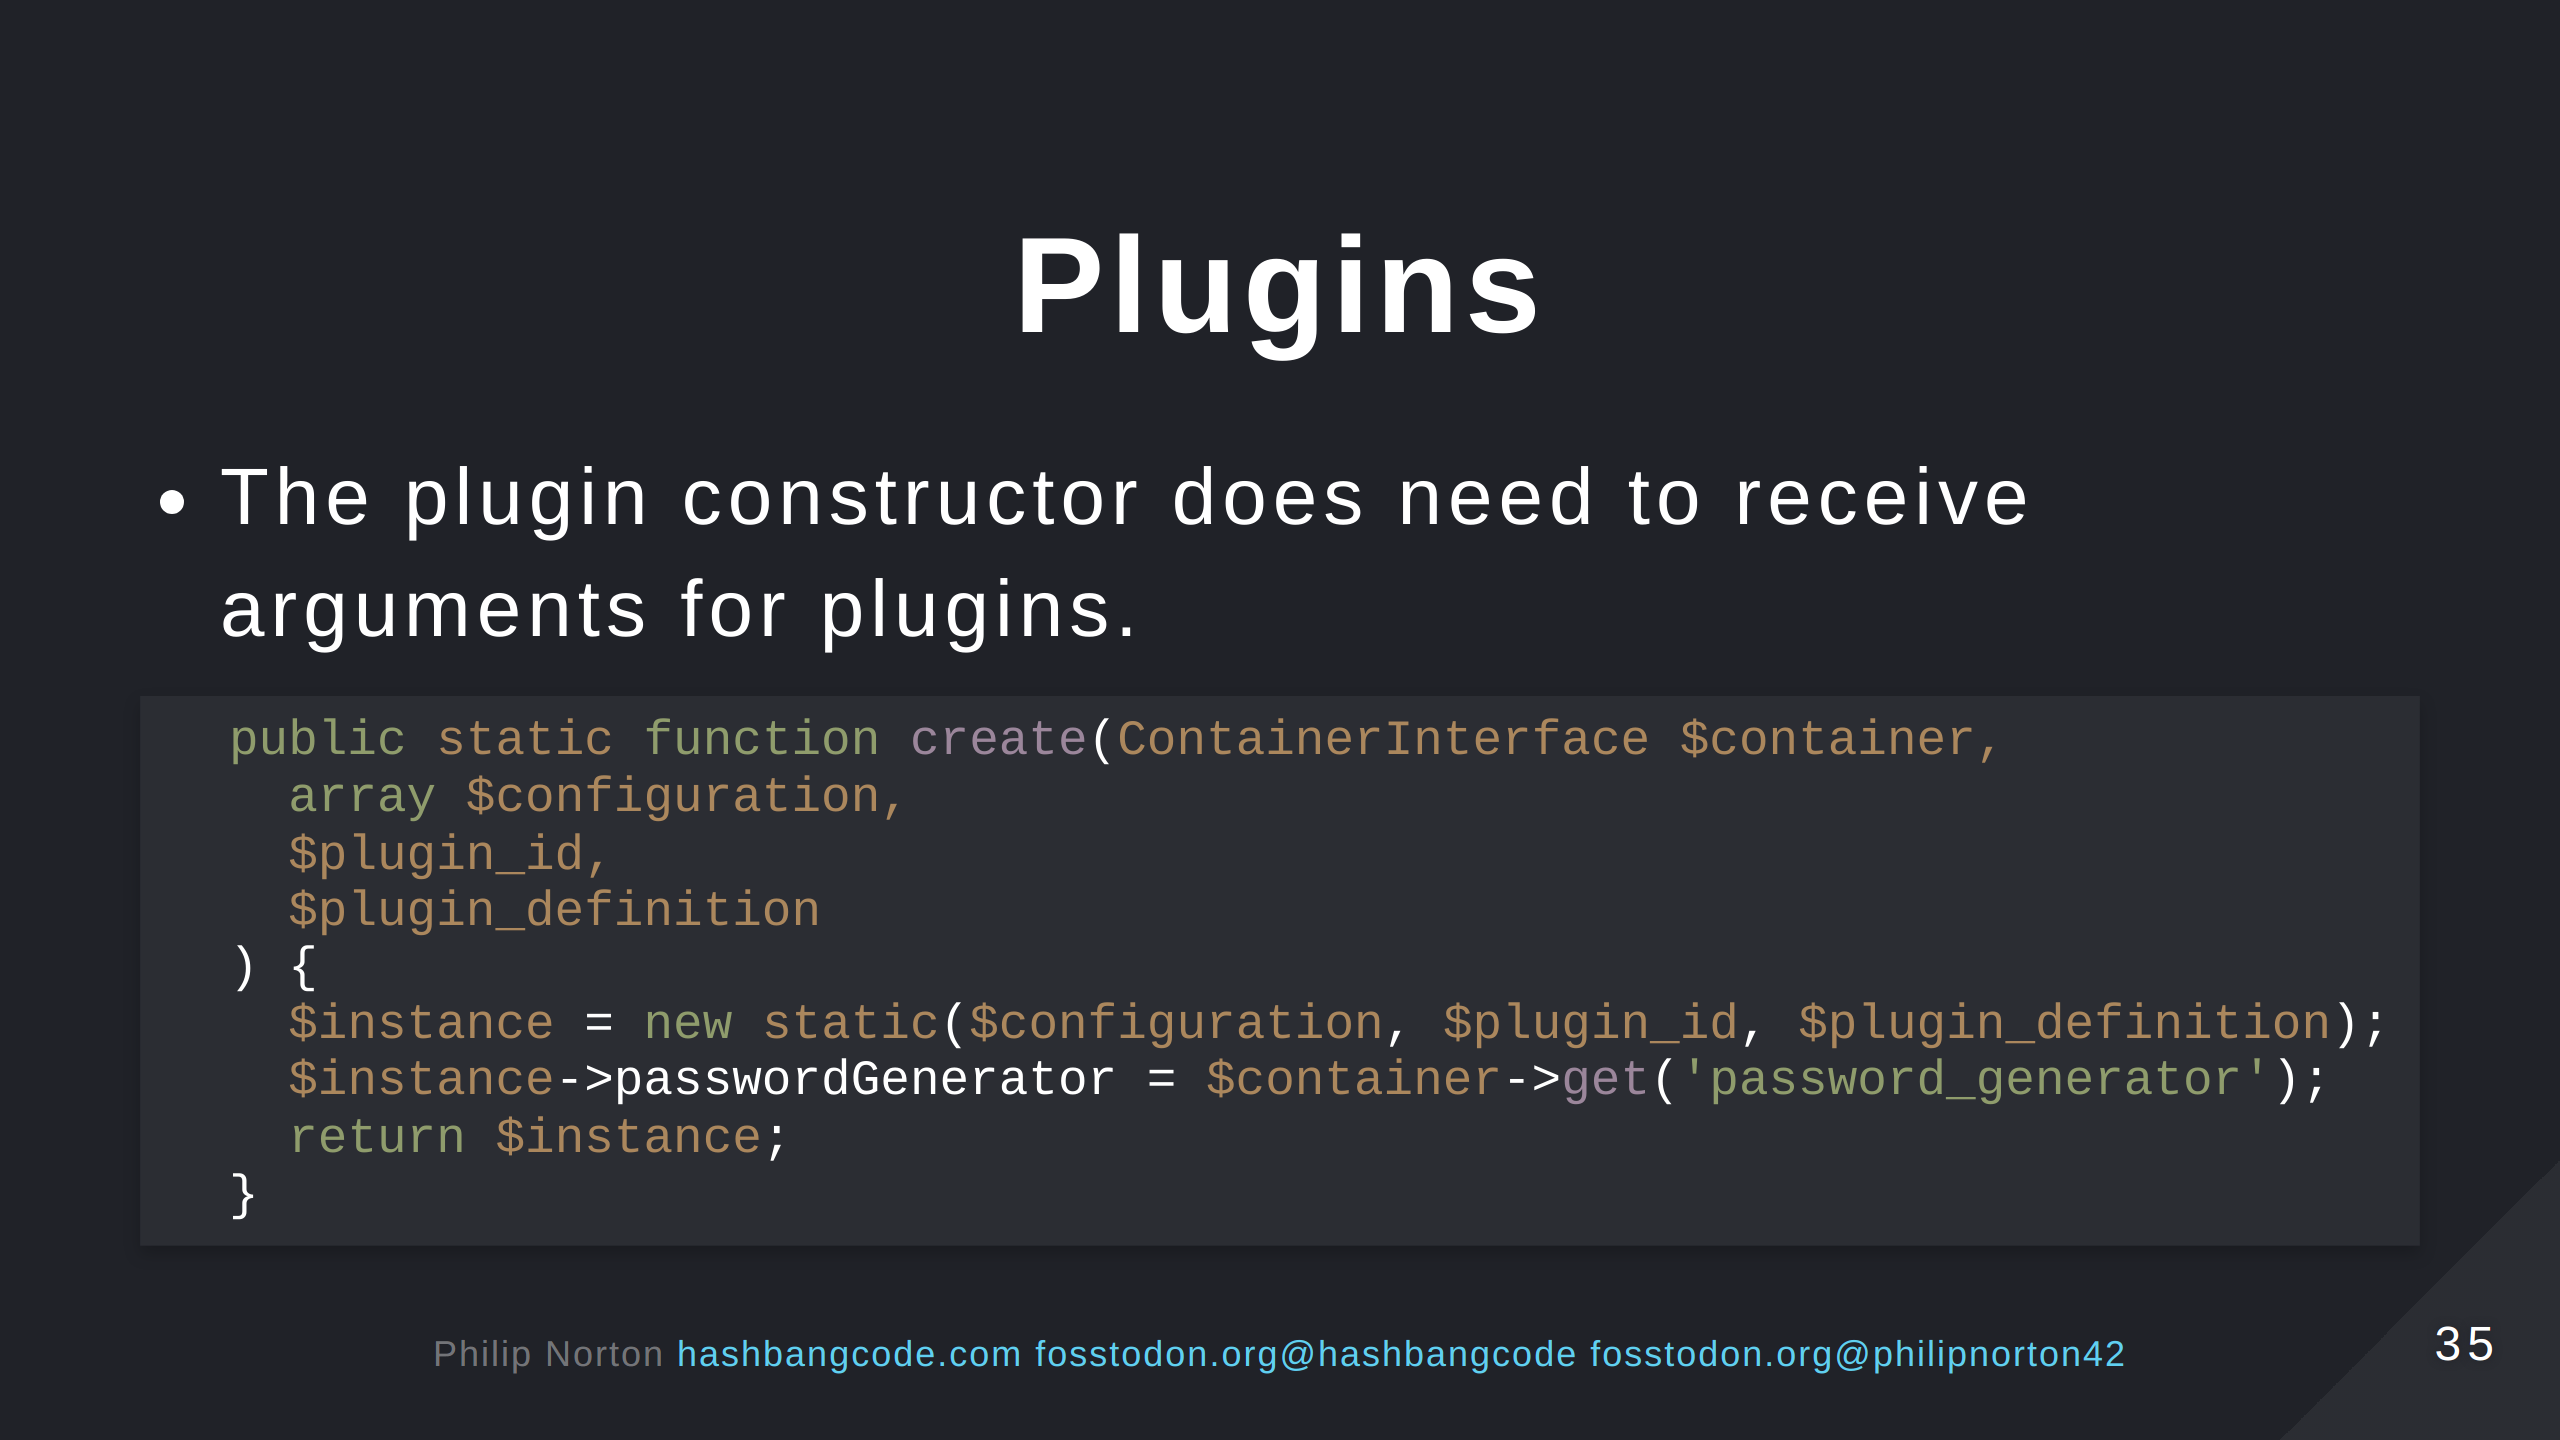 Plugins
• The plugin constructor does need to receive
arguments for plugins.
public static function create(ContainerInterface $container,
  array $configuration,
  $plugin_id,
  $plugin_definition
) {
  $instance = new static($configuration, $plugin_id, $plugin_definition);
  $instance->passwordGenerator = $container->get('password_generator');
  return $instance;
}
Philip Norton hashbangcode.com fosstodon.org@hashbangcode fosstodon.org@philipnorton42
35